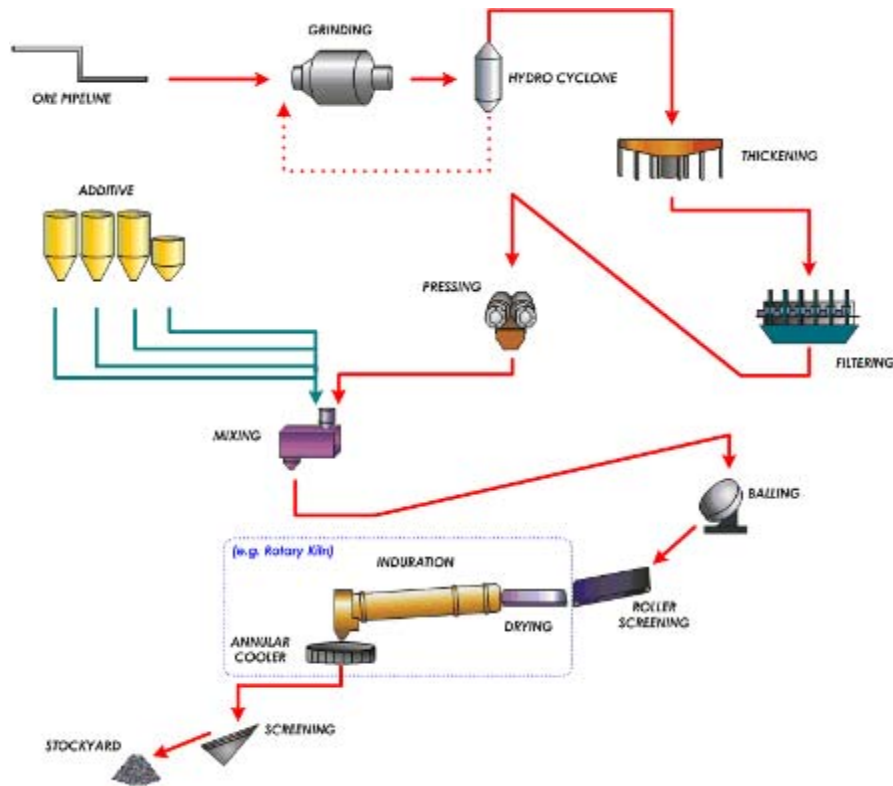 GRINDING
ORE PIPELINE
HYDRO CYCLONE
THICKENING
ADDITIVE
PRESSING
FILTERING
MIXING
BALLING
(e.g. Rotary Kiln)
INDURATION
DRYING
ROLLER
SCREENING
ANNULAR
COOLER
SCREENING
STOCKYARD